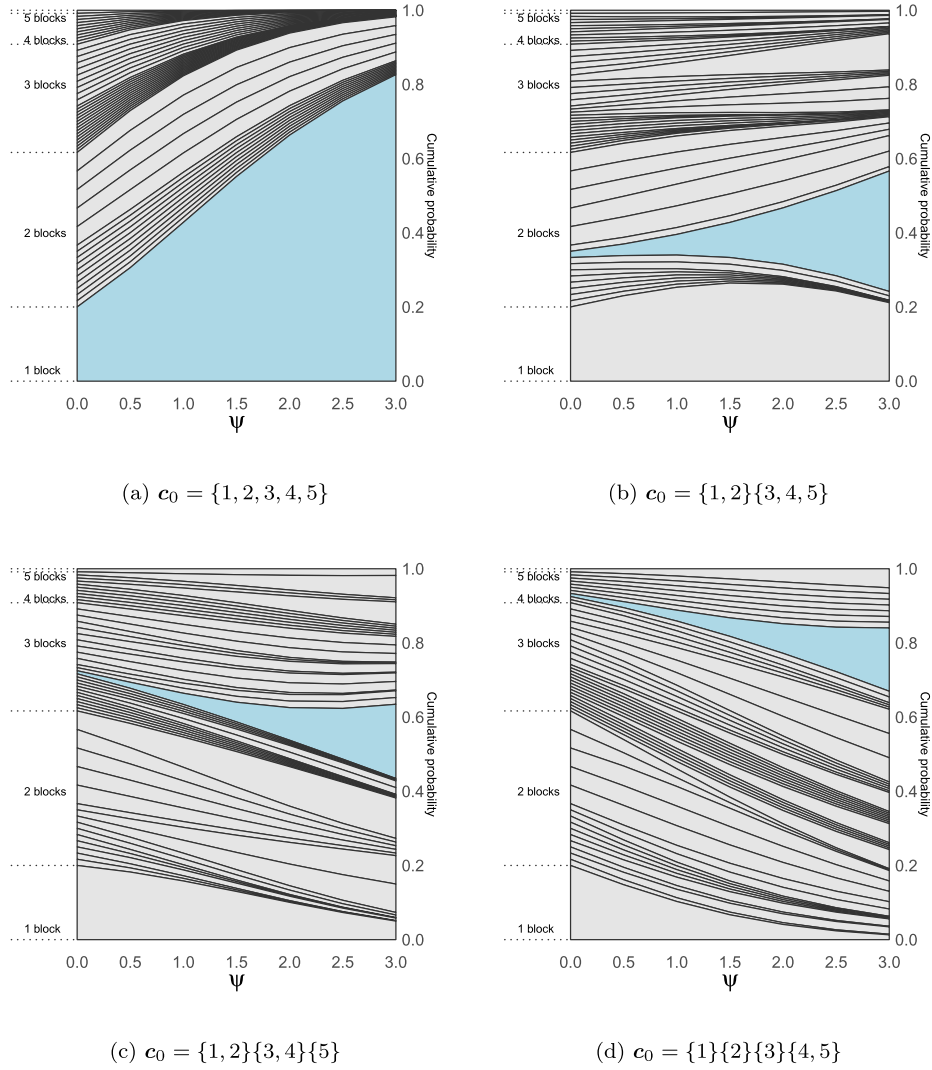 5 blocks
4 blocks
3 blocks
2 blocks
1 block
1.0
0.8
0.6
0.4
0.2
0.0
Cumulative probability
0.0 0.5 1.0 1.5 2.0 2.5 3.0
ψ
(a) c₀ = {1, 2, 3, 4, 5}
5 blocks
4 blocks
3 blocks
2 blocks
1 block
1.0
0.8
0.6
0.4
0.2
0.0
Cumulative probability
0.0 0.5 1.0 1.5 2.0 2.5 3.0
ψ
(b) c₀ = {1, 2}{3, 4, 5}
5 blocks
4 blocks
3 blocks
2 blocks
1 block
1.0
0.8
0.6
0.4
0.2
0.0
Cumulative probability
0.0 0.5 1.0 1.5 2.0 2.5 3.0
ψ
(c) c₀ = {1, 2}{3, 4}{5}
5 blocks
4 blocks
3 blocks
2 blocks
1 block
1.0
0.8
0.6
0.4
0.2
0.0
Cumulative probability
0.0 0.5 1.0 1.5 2.0 2.5 3.0
ψ
(d) c₀ = {1}{2}{3}{4, 5}